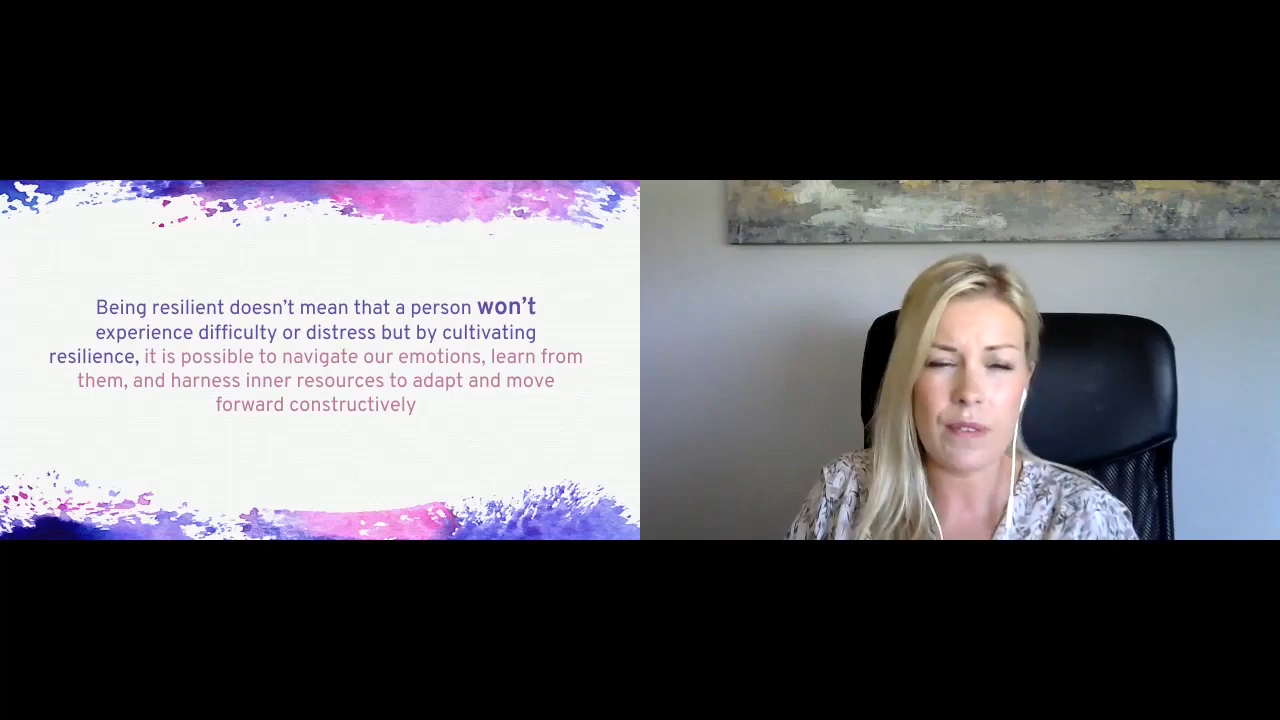 Being resilient doesn’t mean that a person won’t
experience difficulty or distress but by cultivating
resilience, it is possible to navigate our emotions, learn from
them, and harness inner resources to adapt and move
forward constructively